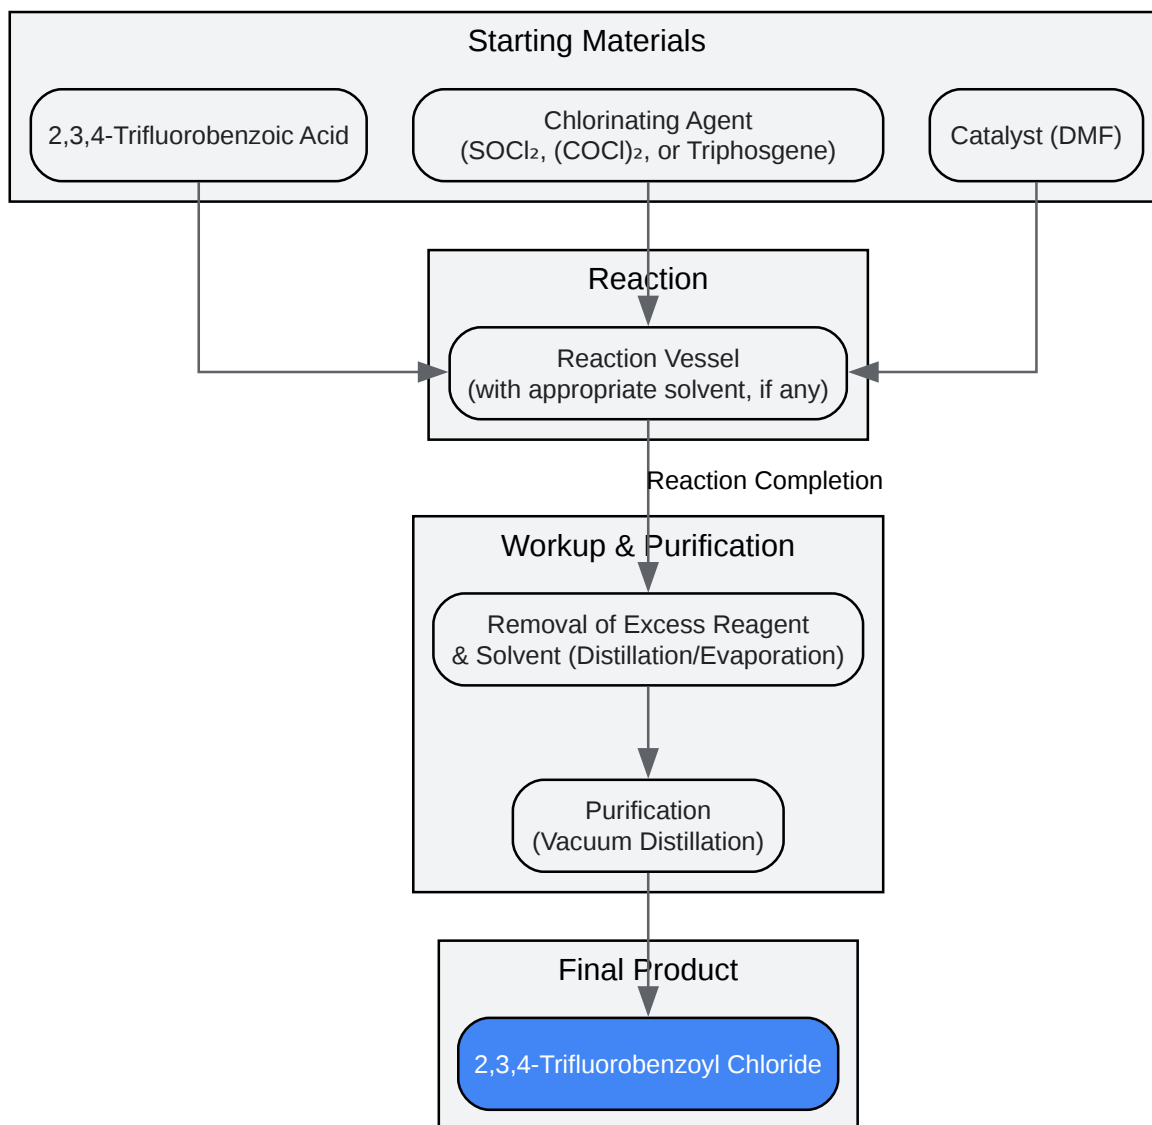 Starting Materials
2,3,4-Trifluorobenzoic Acid
Chlorinating Agent
(SOCl₂, (COCl)₂, or Triphosgene)
Catalyst (DMF)
Reaction
Reaction Vessel
(with appropriate solvent, if any)
Reaction Completion
Workup & Purification
Removal of Excess Reagent
& Solvent (Distillation/Evaporation)
Purification
(Vacuum Distillation)
Final Product
2,3,4-Trifluorobenzoyl Chloride